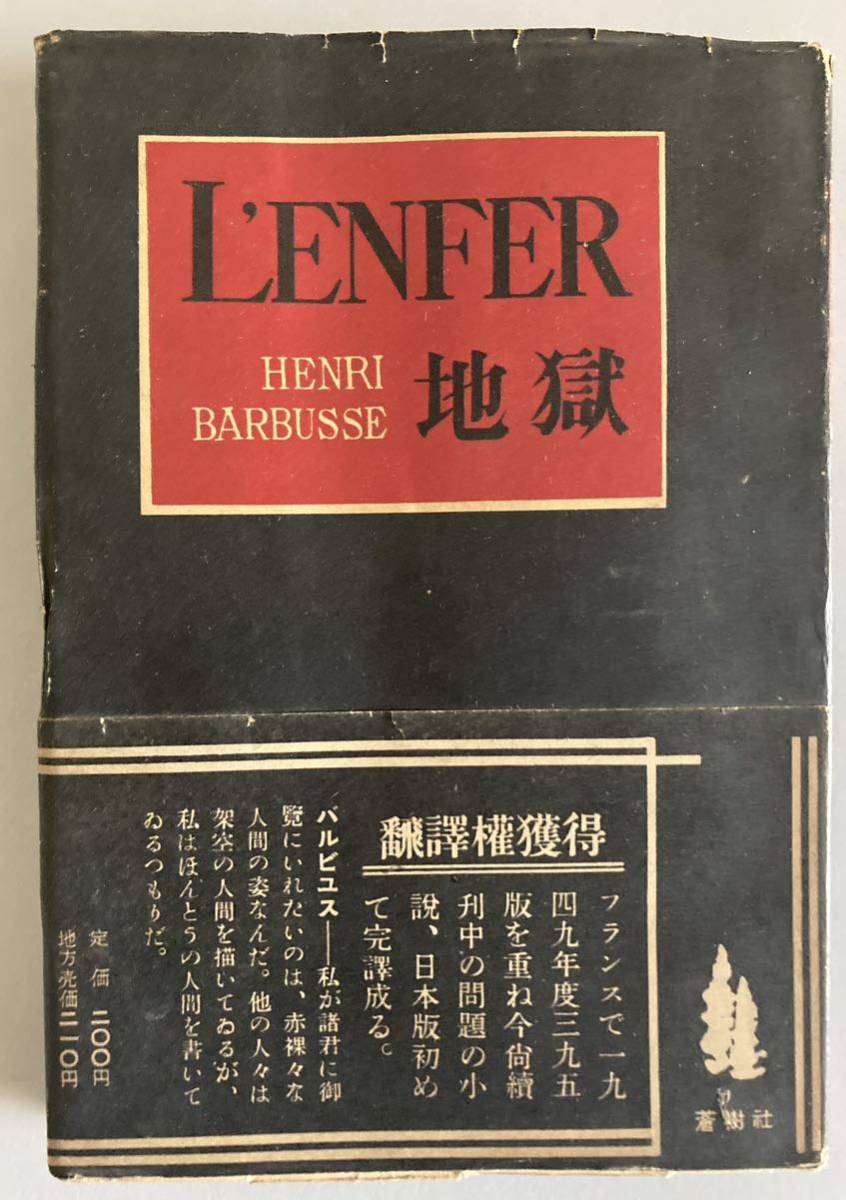 L'ENFER
HENRI
BARBUSSE
地獄
飜譯權獲得
フランスで一九
四九年度三九五
版を重ね今尙續
刊中の問題の小
說、日本版初め
て完譯成る。
バルビュス――私が諸君に御
覧にいれたいのは、赤裸々な
人間の姿なんだ。他の人々は
架空の人間を描いてゐるが、
私はほんとうの人間を書いて
ゐるつもりだ。
定価 二〇〇円
地方売価二一〇円
蒼樹社